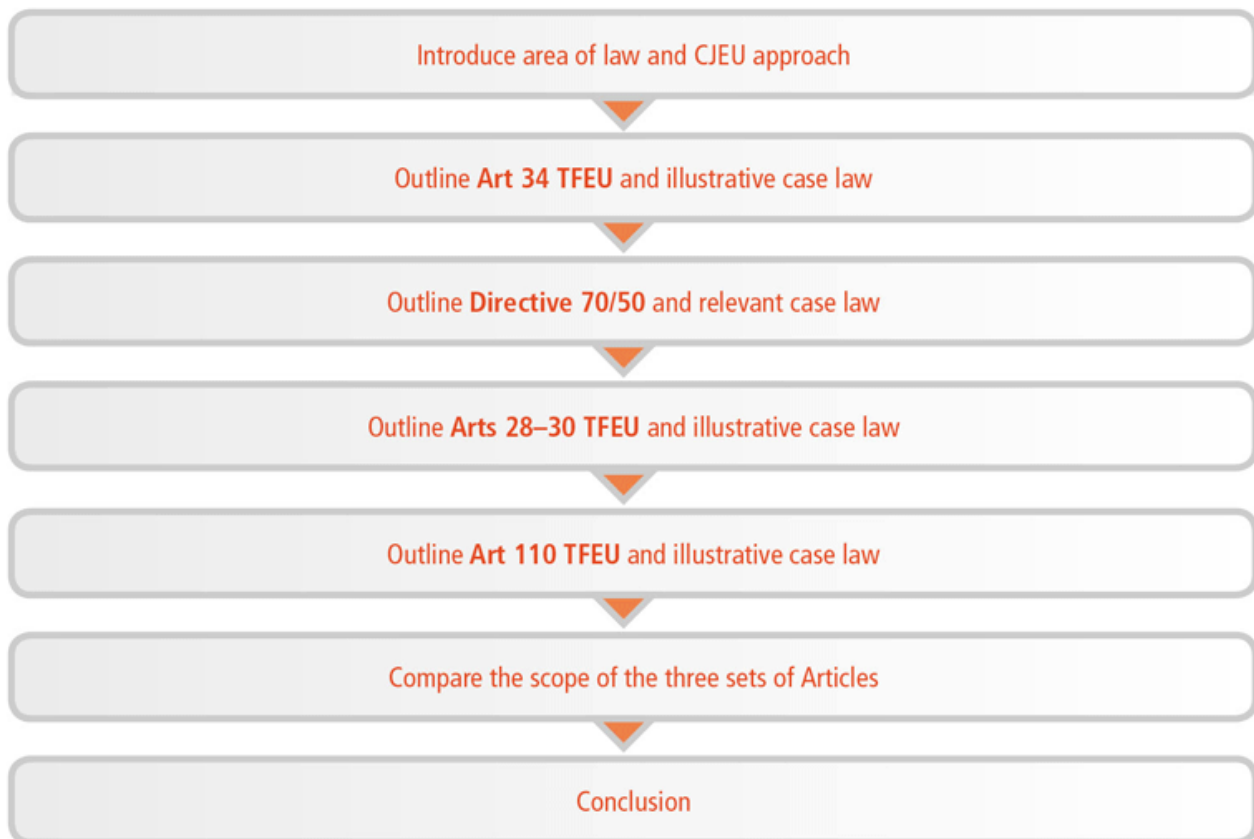 Introduce area of law and CJEU approach
Outline Art 34 TFEU and illustrative case law
Outline Directive 70/50 and relevant case law
Outline Arts 28–30 TFEU and illustrative case law
Outline Art 110 TFEU and illustrative case law
Compare the scope of the three sets of Articles
Conclusion